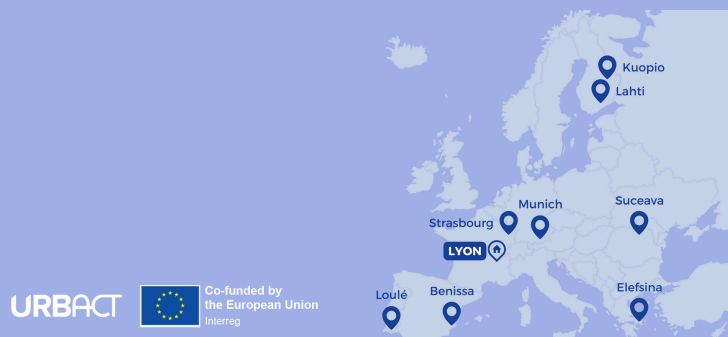 Kuopio
Lahti
Suceava
Munich
Strasbourg
LYON
Elefsina
Benissa
Loulé
URBACT
Co-funded by
the European Union
Interreg